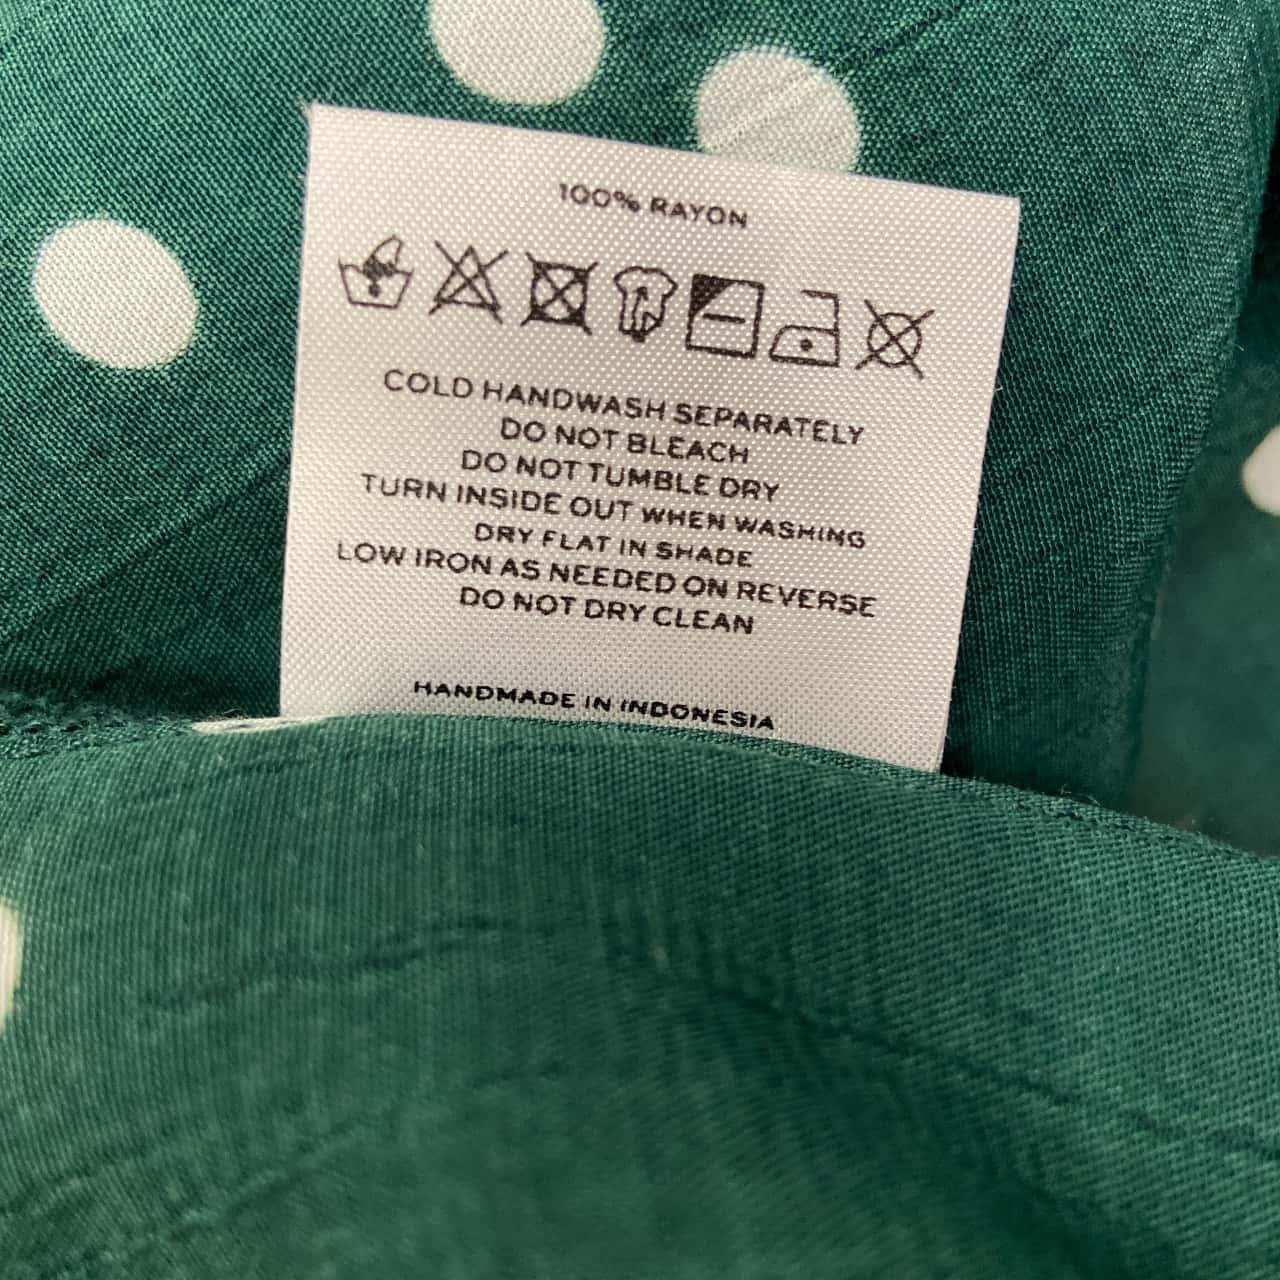 100% RAYON
COLD HANDWASH SEPARATELY
DO NOT BLEACH
DO NOT TUMBLE DRY
TURN INSIDE OUT WHEN WASHING
DRY FLAT IN SHADE
LOW IRON AS NEEDED ON REVERSE
DO NOT DRY CLEAN
HANDMADE IN INDONESIA